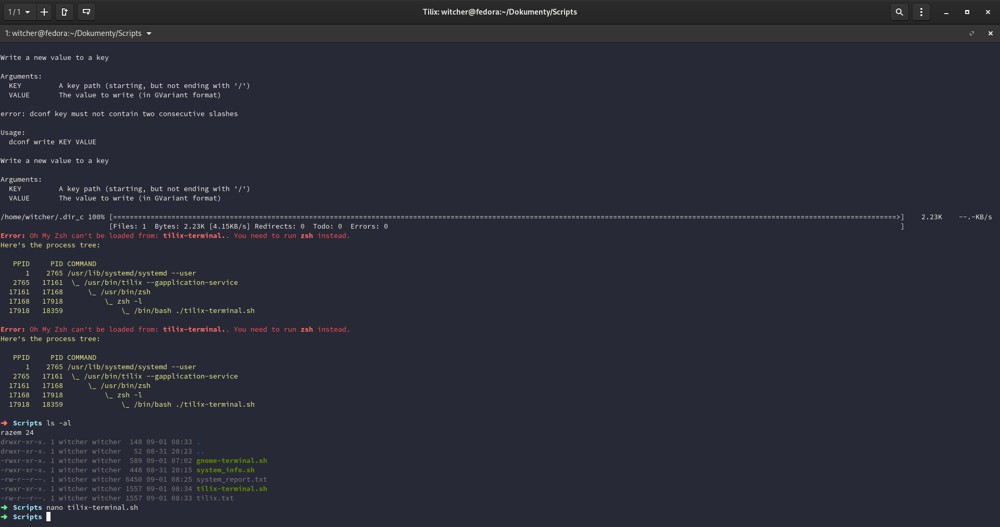 1 / 1
Tilix: witcher@fedora:~/Dokumenty/Scripts
1: witcher@fedora:~/Dokumenty/Scripts
Write a new value to a key
Arguments:
  KEY         A key path (starting, but not ending with '/')
  VALUE       The value to write (in GVariant format)
error: dconf key must not contain two consecutive slashes
Usage:
  dconf write KEY VALUE
Write a new value to a key
Arguments:
  KEY         A key path (starting, but not ending with '/')
  VALUE       The value to write (in GVariant format)
/home/witcher/.dir_c 100% [============================================================================================================================================================================================>]    2.23K    --.-KB/s
                          [Files: 1  Bytes: 2.23K [4.15KB/s] Redirects: 0  Todo: 0  Errors: 0                                                                                                                           ]
Error: Oh My Zsh can't be loaded from: tilix-terminal.. You need to run zsh instead.
Here's the process tree:
   PPID     PID COMMAND
      1    2765 /usr/lib/systemd/systemd --user
   2765   17161  \_ /usr/bin/tilix --gapplication-service
  17161   17168      \_ /usr/bin/zsh
  17168   17918          \_ zsh -l
  17918   18359              \_ /bin/bash ./tilix-terminal.sh
Error: Oh My Zsh can't be loaded from: tilix-terminal.. You need to run zsh instead.
Here's the process tree:
   PPID     PID COMMAND
      1    2765 /usr/lib/systemd/systemd --user
   2765   17161  \_ /usr/bin/tilix --gapplication-service
  17161   17168      \_ /usr/bin/zsh
  17168   17918          \_ zsh -l
  17918   18359              \_ /bin/bash ./tilix-terminal.sh
➜  Scripts ls -al
razem 24
drwxr-xr-x. 1 witcher witcher  148 09-01 08:33 .
drwxr-xr-x. 1 witcher witcher   52 08-31 20:23 ..
-rwxr-xr-x. 1 witcher witcher  589 09-01 07:02 gnome-terminal.sh
-rwxr-xr-x. 1 witcher witcher  448 08-31 20:15 system_info.sh
-rw-r--r--. 1 witcher witcher 6450 09-01 08:25 system_report.txt
-rwxr-xr-x. 1 witcher witcher 1557 09-01 08:34 tilix-terminal.sh
-rw-r--r--. 1 witcher witcher 1557 09-01 08:33 tilix.txt
➜  Scripts nano tilix-terminal.sh
➜  Scripts